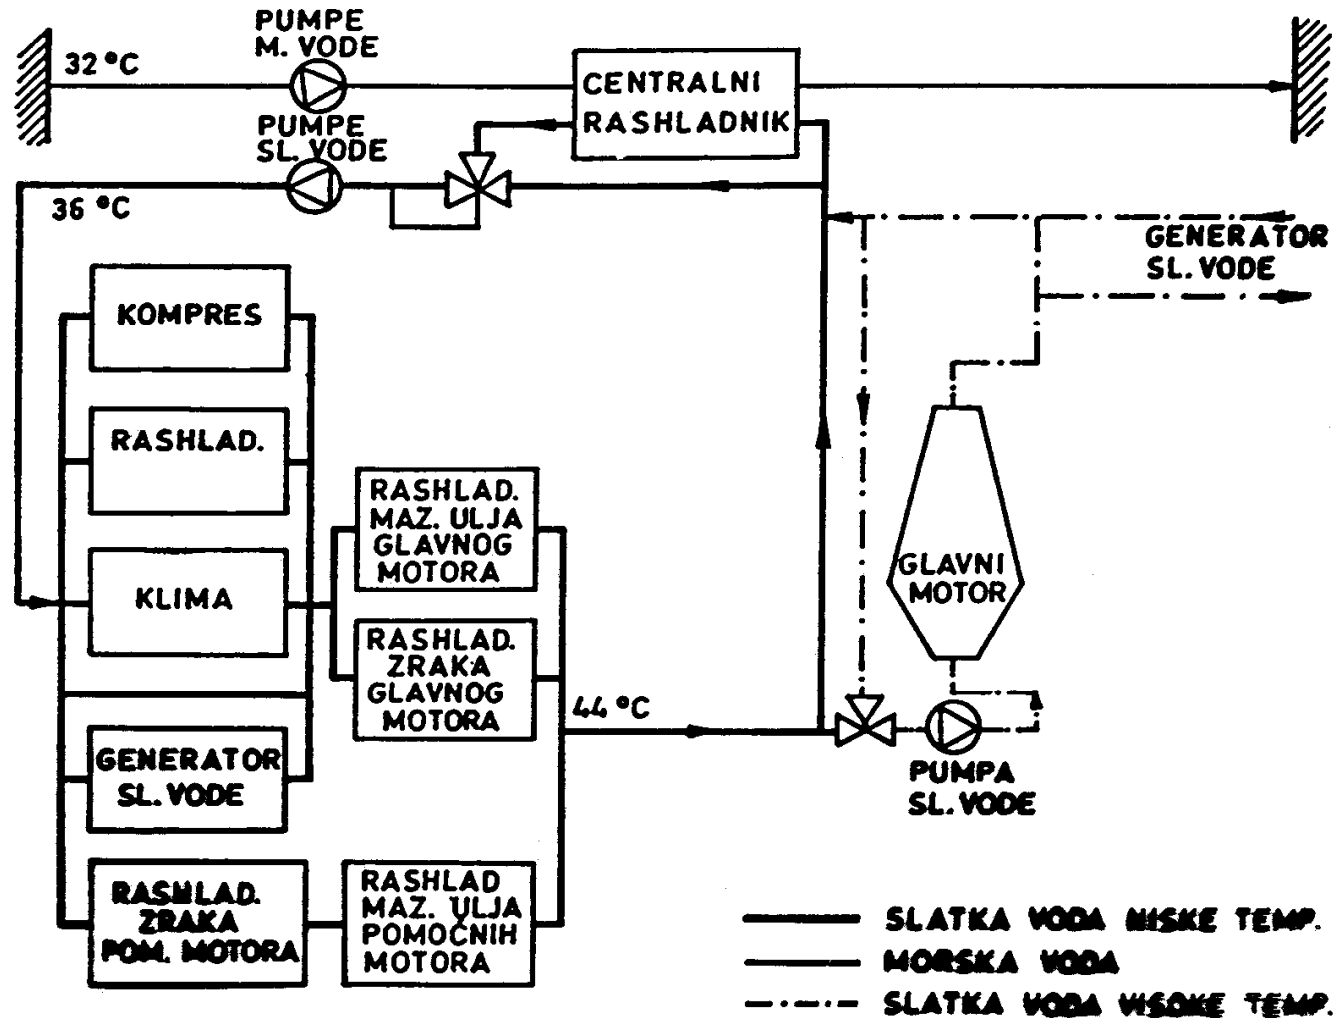 PUMPE
M. VODE
32 °C
CENTRALNI
RASHLADNIK
PUMPE
SL. VODE
36 °C
GENERATOR
SL. VODE
KOMPRES
RASHLAD.
KLIMA
GENERATOR
SL. VODE
RASHLAD.
ZRAKA
POM. MOTORA
RASHLAD.
MAZ. ULJA
GLAVNOG
MOTORA
RASHLAD.
ZRAKA
GLAVNOG
MOTORA
RASHLAD
MAZ. ULJA
POMOĆNIH
MOTORA
44 °C
GLAVNI
MOTOR
PUMPA
SL. VODE
SLATKA VODA NISKE TEMP.
MORSKA VODA
SLATKA VODA VISOKE TEMP.